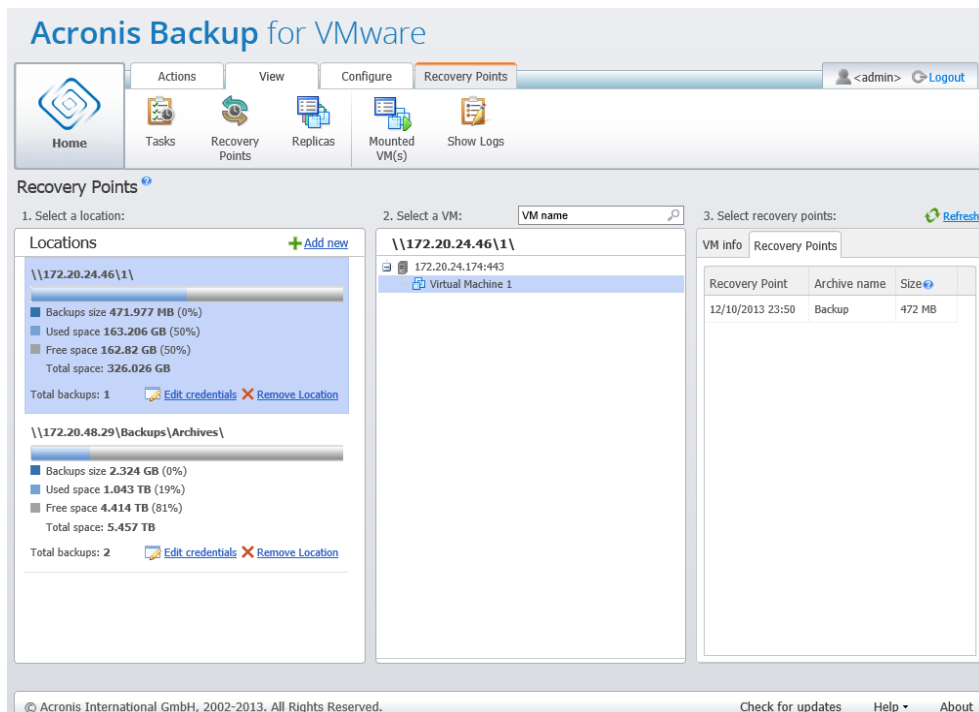 Acronis Backup for VMware
Actions View Configure Recovery Points <admin> Logout
Home Tasks Recovery Points Replicas Mounted VM(s) Show Logs
Recovery Points
1. Select a location: 2. Select a VM: VM name 3. Select recovery points: Refresh
Locations Add new
\\172.20.24.46\1\
Backups size 471.977 MB (0%)
Used space 163.206 GB (50%)
Free space 162.82 GB (50%)
Total space: 326.026 GB
Total backups: 1 Edit credentials Remove Location
\\172.20.48.29\Backups\Archives\
Backups size 2.324 GB (0%)
Used space 1.043 TB (19%)
Free space 4.414 TB (81%)
Total space: 5.457 TB
Total backups: 2 Edit credentials Remove Location
\\172.20.24.46\1\
172.20.24.174:443
Virtual Machine 1
VM info Recovery Points
Recovery Point Archive name Size
12/10/2013 23:50 Backup 472 MB
© Acronis International GmbH, 2002-2013. All Rights Reserved. Check for updates Help About